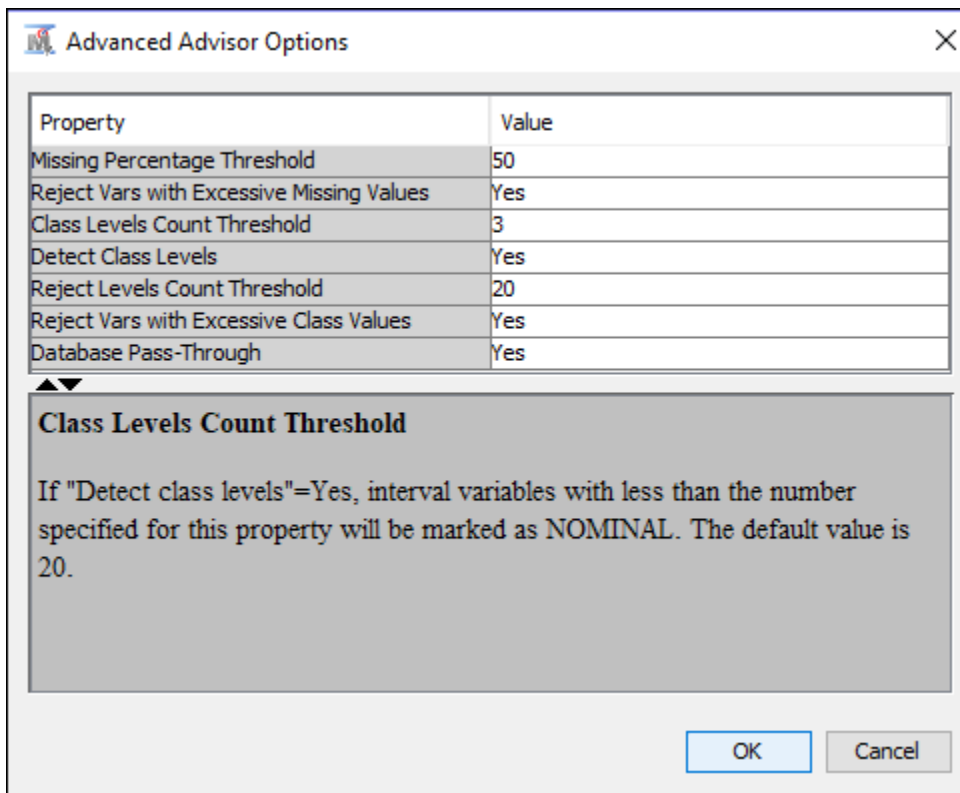 Advanced Advisor Options
Property Value
Missing Percentage Threshold 50
Reject Vars with Excessive Missing Values Yes
Class Levels Count Threshold 3
Detect Class Levels Yes
Reject Levels Count Threshold 20
Reject Vars with Excessive Class Values Yes
Database Pass-Through Yes
Class Levels Count Threshold
If "Detect class levels"=Yes, interval variables with less than the number
specified for this property will be marked as NOMINAL. The default value is
20.
OK Cancel